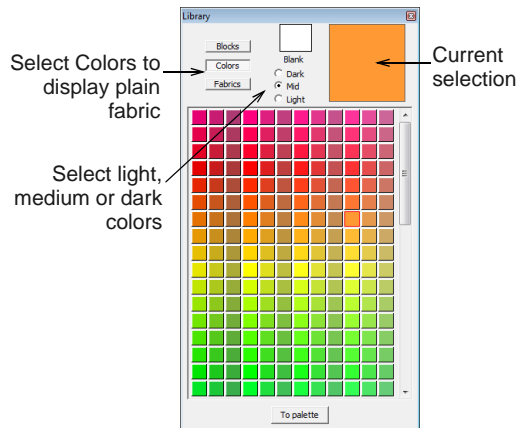 Library
Blocks
Colors
Fabrics
Blank
Dark
Mid
Light
Select Colors to
display plain
fabric
Current
selection
Select light,
medium or dark
colors
To palette